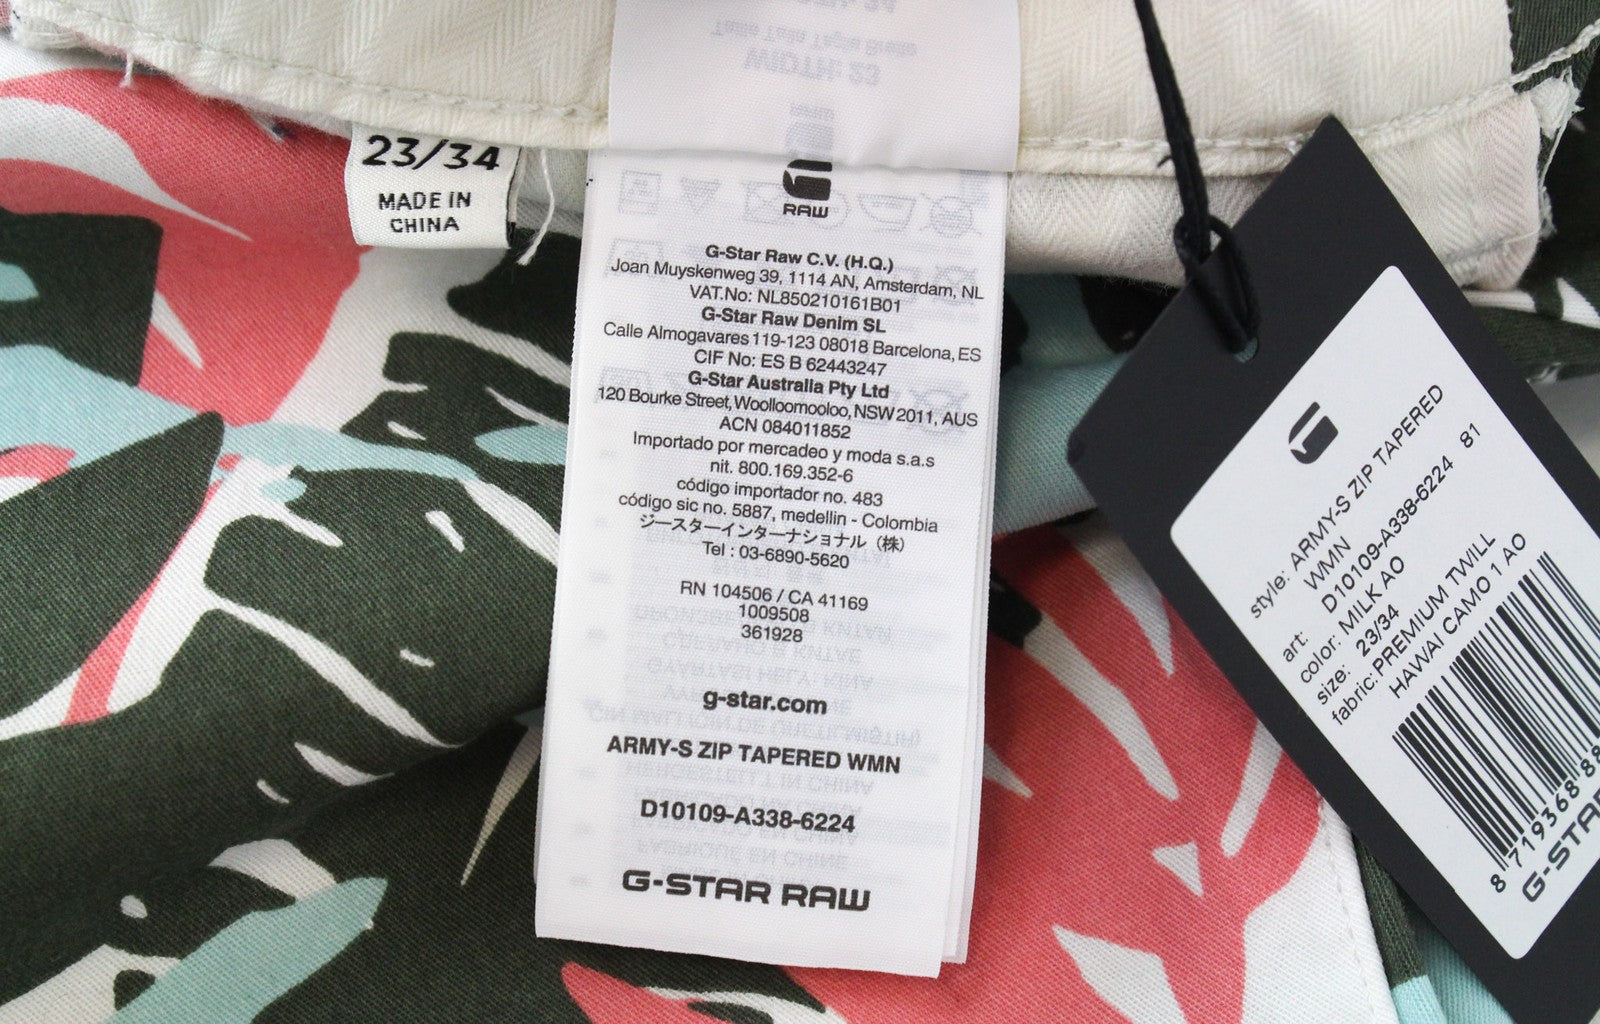 23/34
MADE IN
CHINA
WIDTH: 23
RAW
G-Star Raw C.V. (H.Q.)
Joan Muyskenweg 39, 1114 AN, Amsterdam, NL
VAT.No: NL850210161B01
G-Star Raw Denim SL
Calle Almogavares 119-123 08018 Barcelona, ES
CIF No: ES B 62443247
G-Star Australia Pty Ltd
120 Bourke Street, Woolloomooloo, NSW 2011, AUS
ACN 084011852
Importado por mercadeo y moda s.a.s
nit. 800.169.352-6
código importador no. 483
código sic no. 5887, medellin - Colombia
ジースターインターナショナル（株）
Tel : 03-6890-5620
RN 104506 / CA 41169
1009508
361928
g-star.com
ARMY-S ZIP TAPERED WMN
D10109-A338-6224
G-STAR RAW
style: ARMY-S ZIP TAPERED
WMN
art: D10109-A338-6224 81
color: MILK AO
size: 23/34
fabric: PREMIUM TWILL
HAWAI CAMO 1 AO
8 719368 88
G-STAR